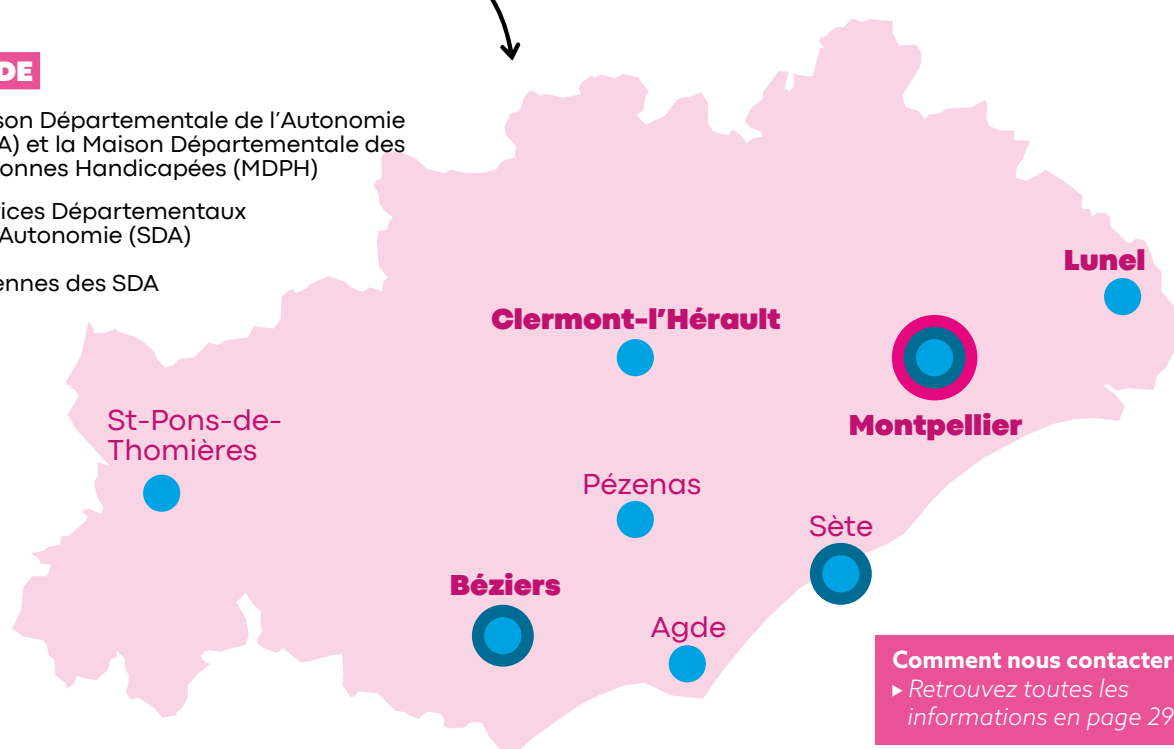 DE
son Départementale de l'Autonomie
A) et la Maison Départementale des
onnes Handicapées (MDPH)
ices Départementaux
Autonomie (SDA)
ennes des SDA
Lunel
Clermont-l'Hérault
Montpellier
St-Pons-de-
Thomières
Pézenas
Sète
Béziers
Agde
Comment nous contacter
▸ Retrouvez toutes les
informations en page 29